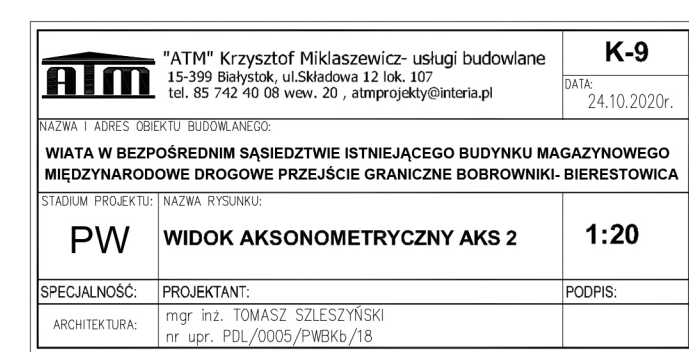 ATM
"ATM" Krzysztof Miklaszewicz- usługi budowlane
15-399 Białystok, ul.Składowa 12 lok. 107
tel. 85 742 40 08 wew. 20 , atmprojekty@interia.pl
K-9
DATA:
24.10.2020r.
NAZWA I ADRES OBIEKTU BUDOWLANEGO:
WIATA W BEZPOŚREDNIM SĄSIEDZTWIE ISTNIEJĄCEGO BUDYNKU MAGAZYNOWEGO
MIĘDZYNARODOWE DROGOWE PRZEJŚCIE GRANICZNE BOBROWNIKI- BIERESTOWICA
STADIUM PROJEKTU:
PW
NAZWA RYSUNKU:
WIDOK AKSONOMETRYCZNY AKS 2
1:20
SPECJALNOŚĆ:
PROJEKTANT:
PODPIS:
ARCHITEKTURA:
mgr inż. TOMASZ SZLESZYŃSKI
nr upr. PDL/0005/PWBKb/18